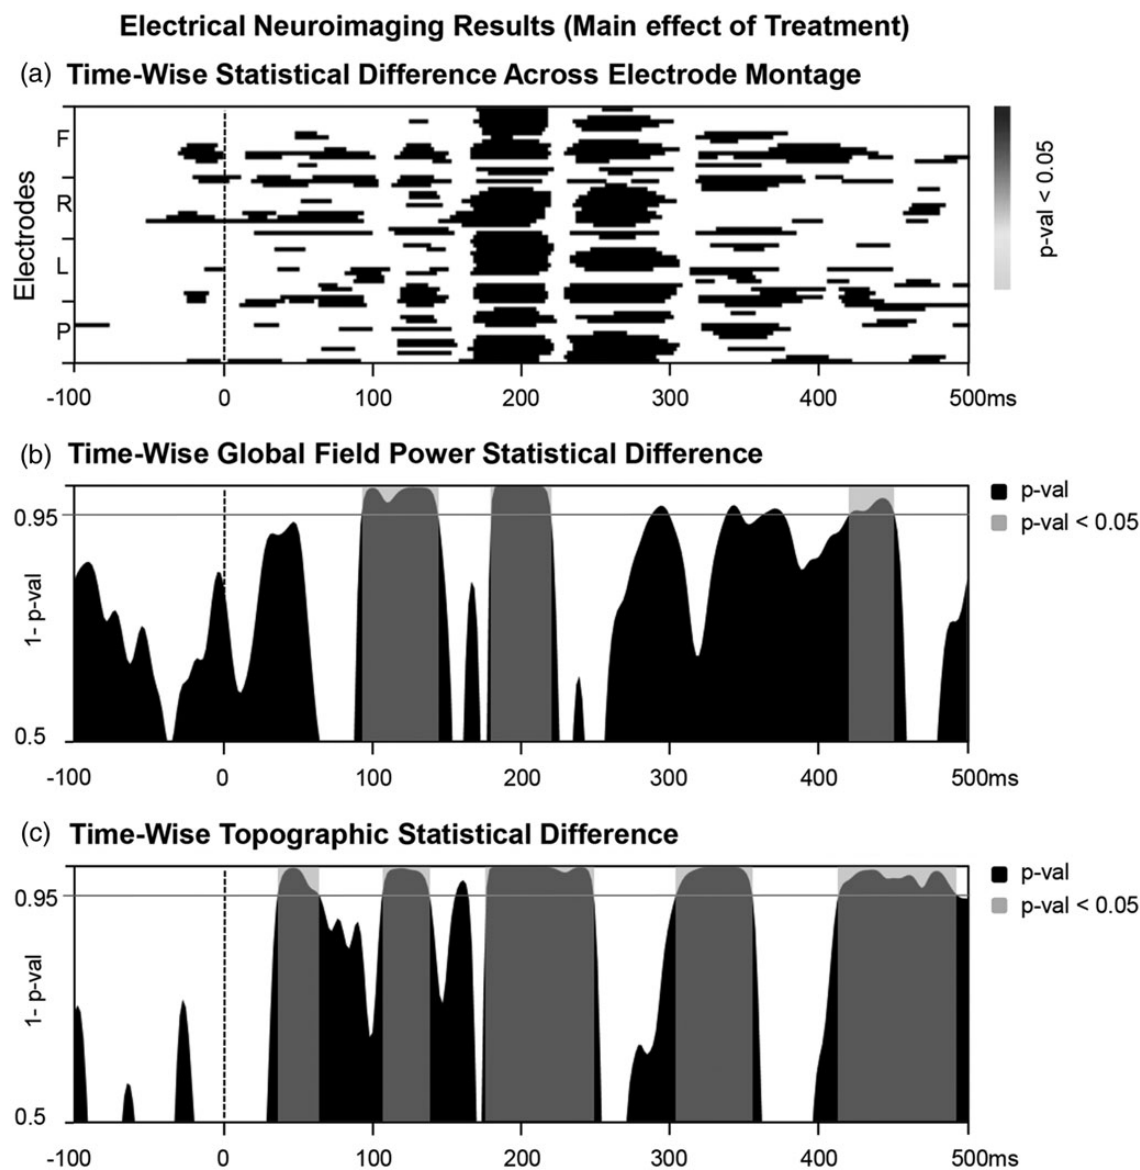 Electrical Neuroimaging Results (Main effect of Treatment)
(a) Time-Wise Statistical Difference Across Electrode Montage
Electrodes
F
R
L
P
p-val < 0.05
-100 0 100 200 300 400 500ms
(b) Time-Wise Global Field Power Statistical Difference
1- p-val
0.95
0.5
p-val
p-val < 0.05
-100 0 100 200 300 400 500ms
(c) Time-Wise Topographic Statistical Difference
1- p-val
0.95
0.5
p-val
p-val < 0.05
-100 0 100 200 300 400 500ms